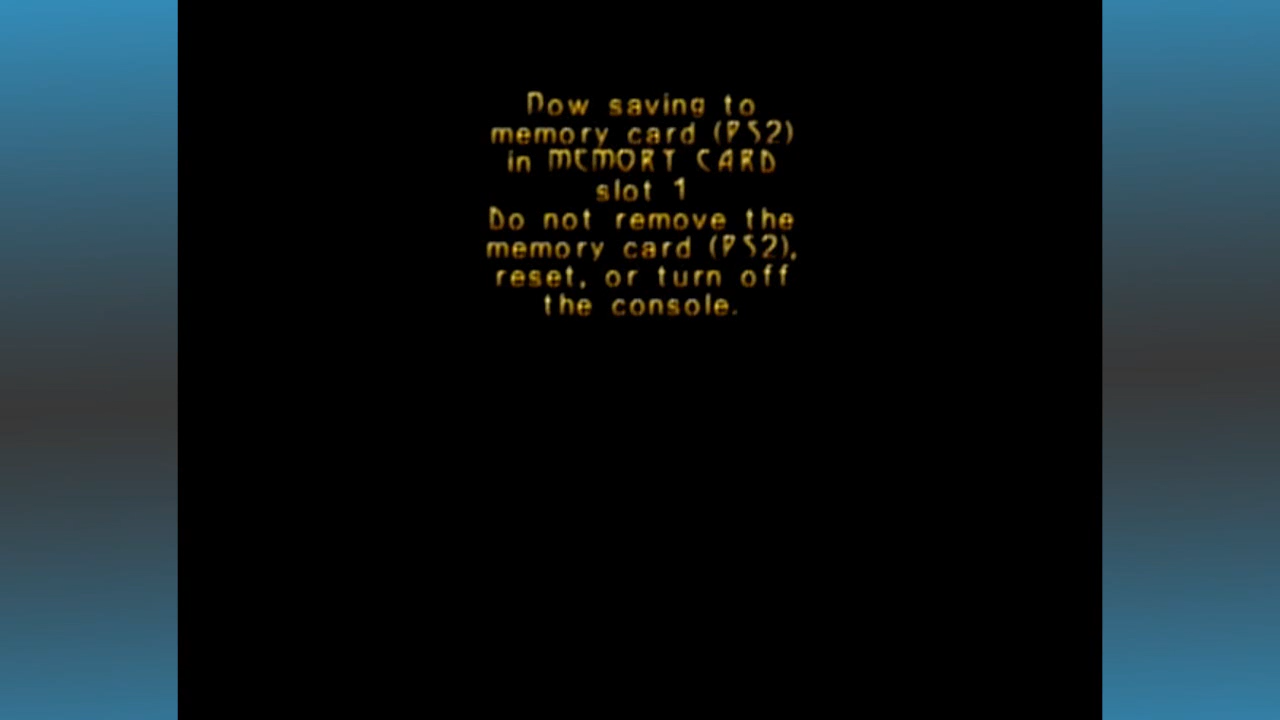 Now saving to
memory card (PS2)
in MEMORY CARD
slot 1
Do not remove the
memory card (PS2),
reset, or turn off
the console.